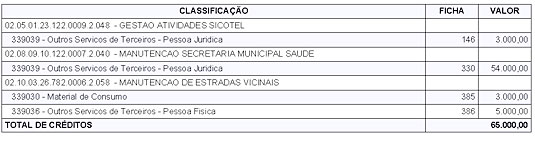 CLASSIFICAÇÃO FICHA VALOR
02.05.01.23.122.0009.2.048 - GESTAO ATIVIDADES SICOTEL
339039 - Outros Servicos de Terceiros - Pessoa Juridica 146 3.000,00
02.08.09.10.122.0007.2.040 - MANUTENCAO SECRETARIA MUNICIPAL SAUDE
339039 - Outros Servicos de Terceiros - Pessoa Juridica 330 54.000,00
02.10.03.26.782.0006.2.058 - MANUTENCAO DE ESTRADAS VICINAIS
339030 - Material de Consumo 385 3.000,00
339036 - Outros Servicos de Terceiros - Pessoa Fisica 386 5.000,00
TOTAL DE CRÉDITOS 65.000,00